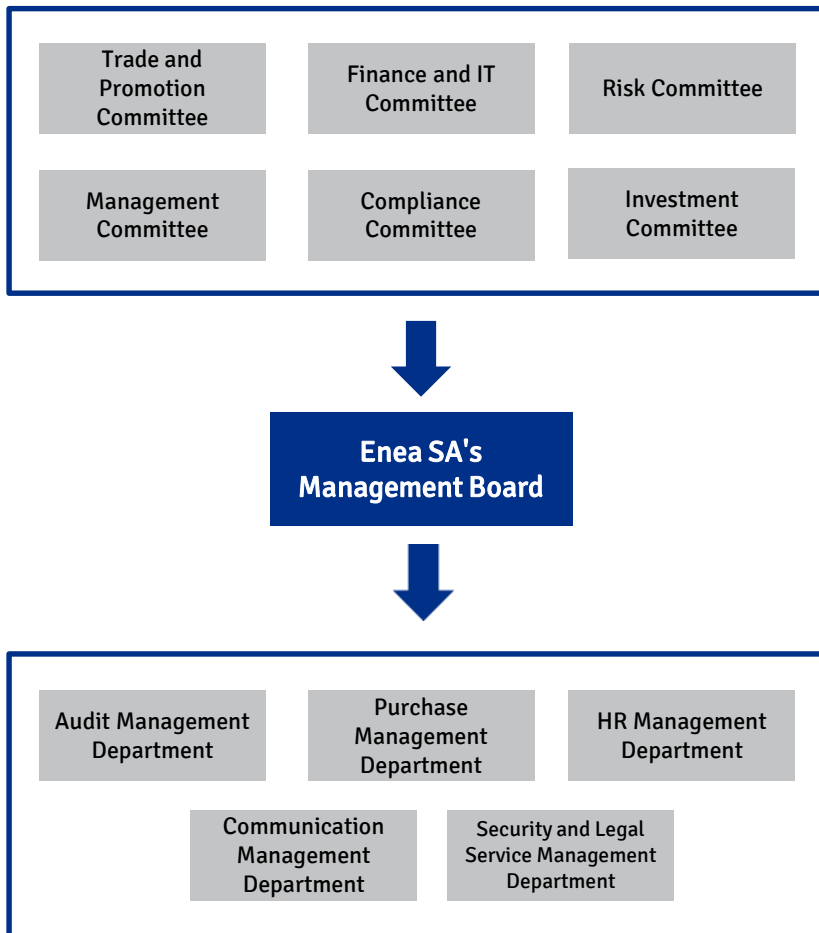 Trade and
Promotion
Committee
Finance and IT
Committee
Risk Committee
Management
Committee
Compliance
Committee
Investment
Committee
Enea SA's
Management Board
Audit Management
Department
Purchase
Management
Department
HR Management
Department
Communication
Management
Department
Security and Legal
Service Management
Department